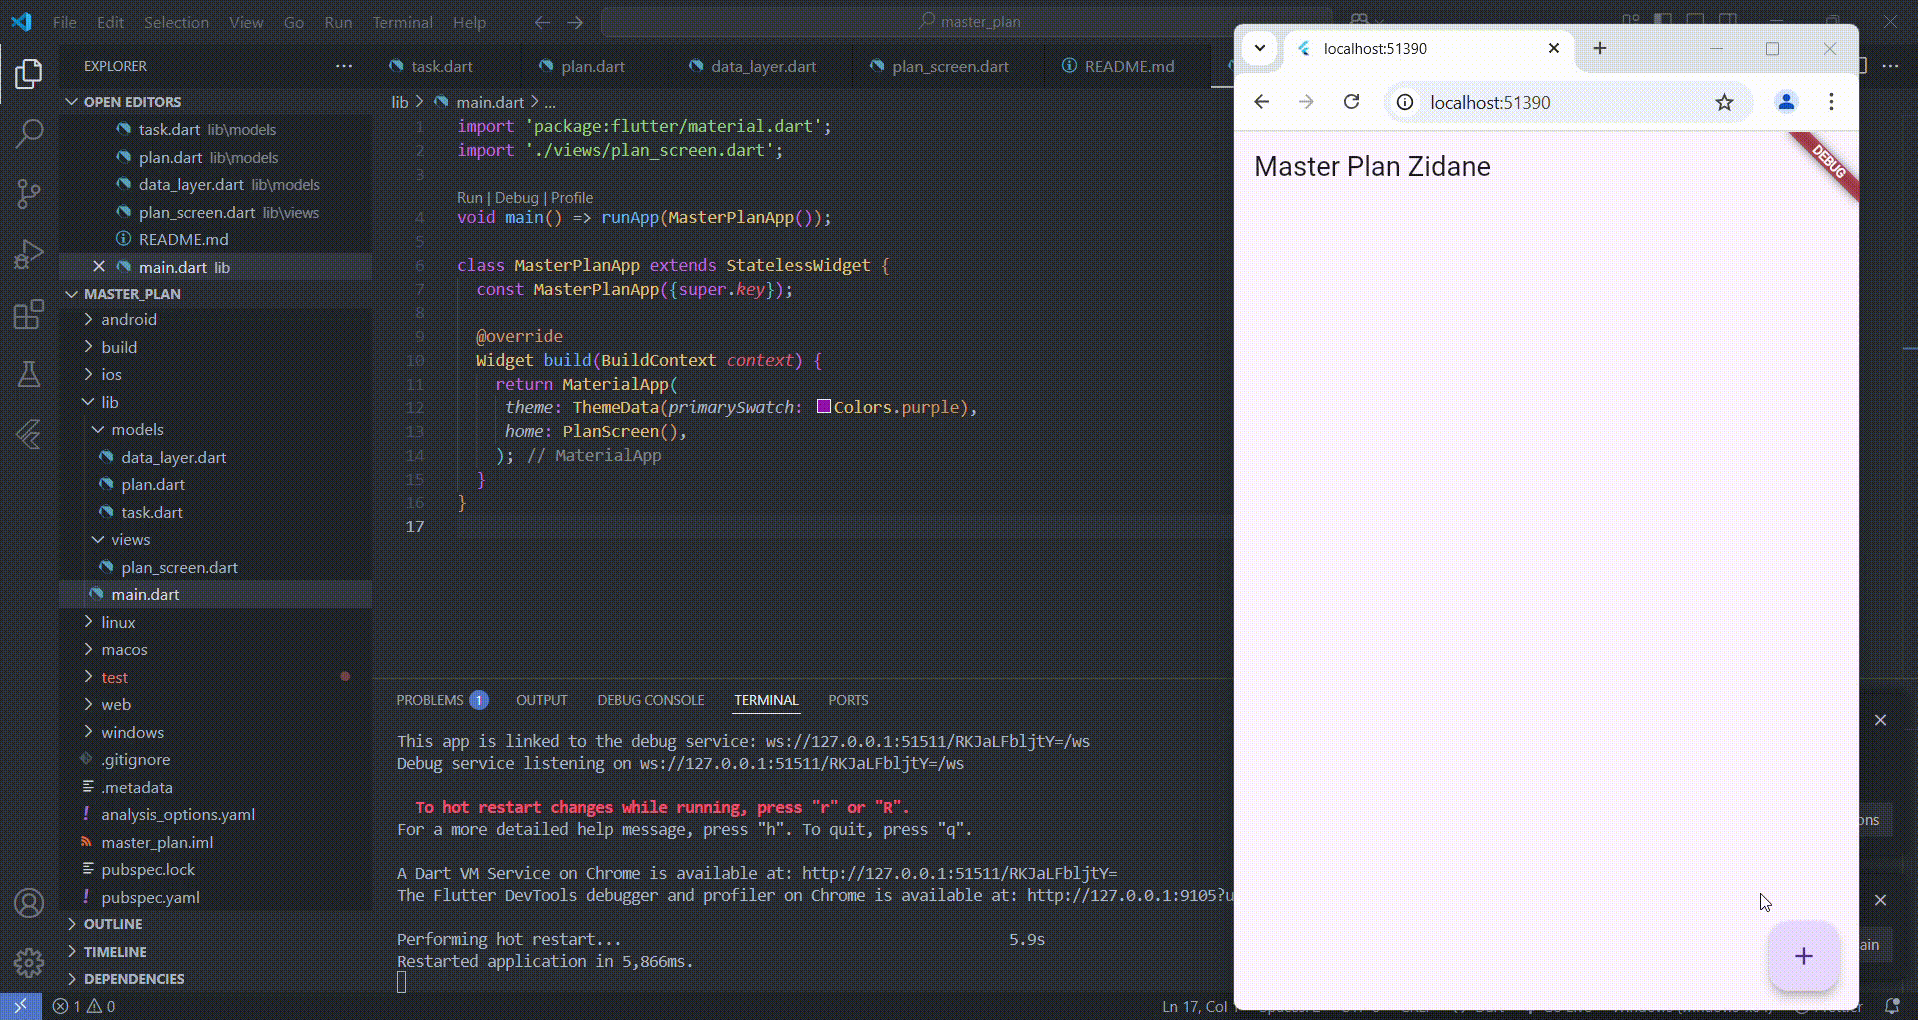 File Edit Selection View Go Run Terminal Help
master_plan
EXPLORER
OPEN EDITORS
task.dart lib\models
plan.dart lib\models
data_layer.dart lib\models
plan_screen.dart lib\views
README.md
main.dart lib
MASTER_PLAN
android
build
ios
lib
models
data_layer.dart
plan.dart
task.dart
views
plan_screen.dart
main.dart
linux
macos
test
web
windows
.gitignore
.metadata
analysis_options.yaml
master_plan.iml
pubspec.lock
pubspec.yaml
OUTLINE
TIMELINE
DEPENDENCIES
task.dart plan.dart data_layer.dart plan_screen.dart README.md
lib > main.dart > ...
1 import 'package:flutter/material.dart';
2 import './views/plan_screen.dart';
3
Run | Debug | Profile
4 void main() => runApp(MasterPlanApp());
5
6 class MasterPlanApp extends StatelessWidget {
7 const MasterPlanApp({super.key});
8
9 @override
10 Widget build(BuildContext context) {
11 return MaterialApp(
12 theme: ThemeData(primarySwatch: Colors.purple),
13 home: PlanScreen(),
14 ); // MaterialApp
15 }
16 }
17
PROBLEMS 1 OUTPUT DEBUG CONSOLE TERMINAL PORTS
This app is linked to the debug service: ws://127.0.0.1:51511/RKJaLFbljtY=/ws
Debug service listening on ws://127.0.0.1:51511/RKJaLFbljtY=/ws
To hot restart changes while running, press "r" or "R".
For a more detailed help message, press "h". To quit, press "q".
A Dart VM Service on Chrome is available at: http://127.0.0.1:51511/RKJaLFbljtY=
The Flutter DevTools debugger and profiler on Chrome is available at: http://127.0.0.1:9105?u
Performing hot restart... 5.9s
Restarted application in 5,866ms.
1 0
Ln 17, Col
localhost:51390
localhost:51390
Master Plan Zidane
DEBUG
ons
ain